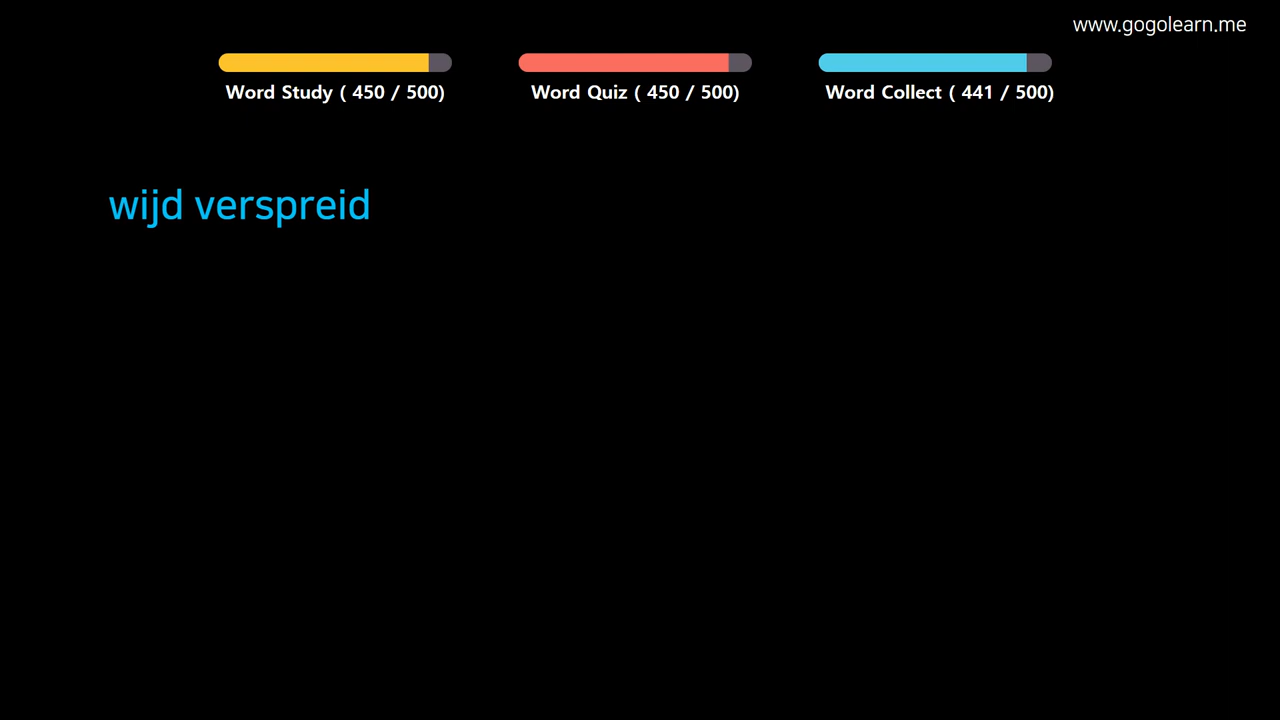 www.gogolearn.me
Word Study ( 450 / 500)
Word Quiz ( 450 / 500)
Word Collect ( 441 / 500)
wijd verspreid